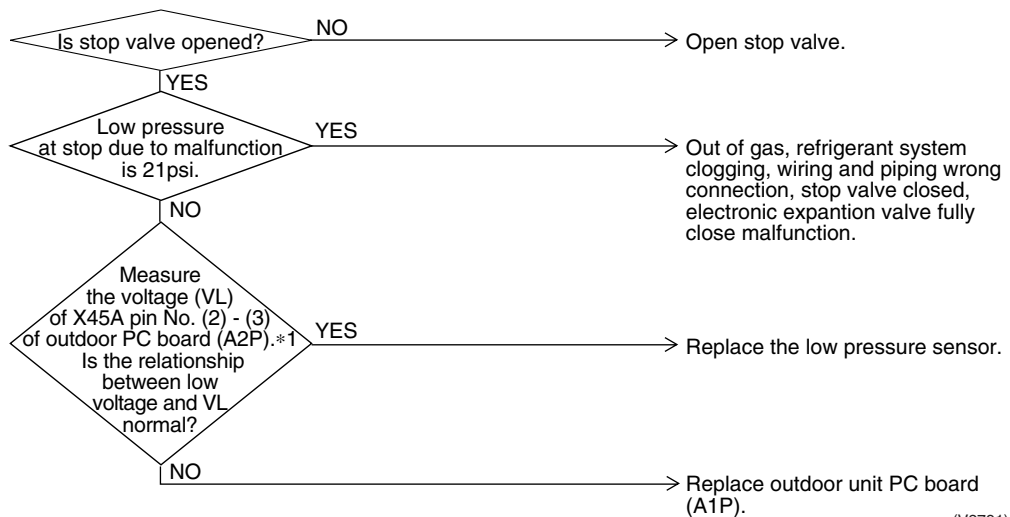 Is stop valve opened?
NO
Open stop valve.
YES
Low pressure
at stop due to malfunction
is 21psi.
YES
Out of gas, refrigerant system
clogging, wiring and piping wrong
connection, stop valve closed,
electronic expantion valve fully
close malfunction.
NO
Measure
the voltage (VL)
of X45A pin No. (2) - (3)
of outdoor PC board (A2P).*1
Is the relationship
between low
voltage and VL
normal?
YES
Replace the low pressure sensor.
NO
Replace outdoor unit PC board
(A1P).